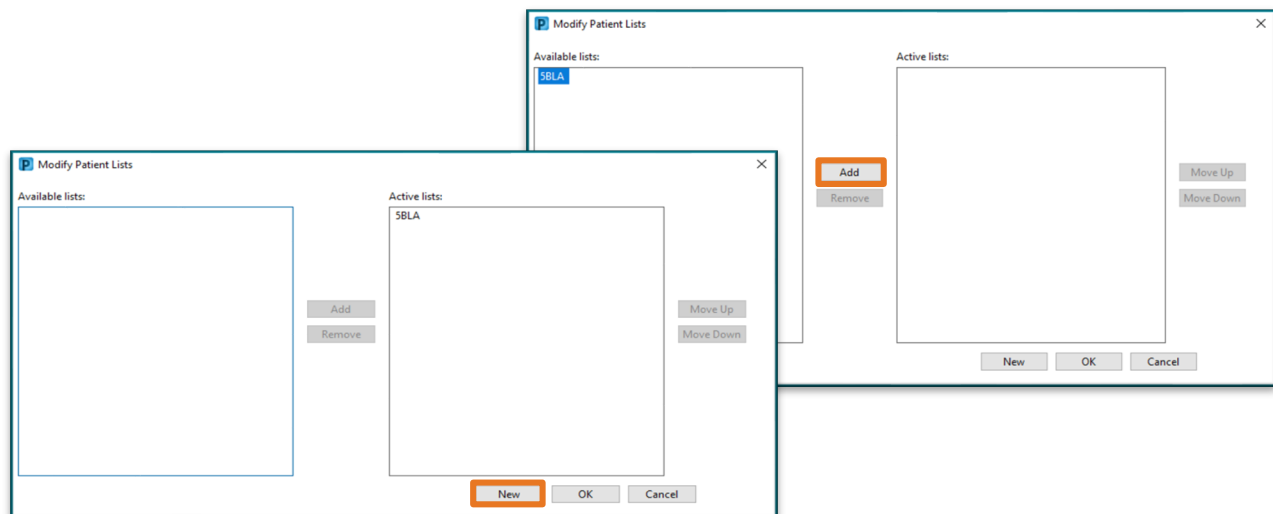 P Modify Patient Lists
Available lists:
Active lists:
5BLA
Add
Remove
Move Up
Move Down
New
OK
Cancel
P Modify Patient Lists
Available lists:
Active lists:
5BLA
Add
Remove
Move Up
Move Down
New
OK
Cancel